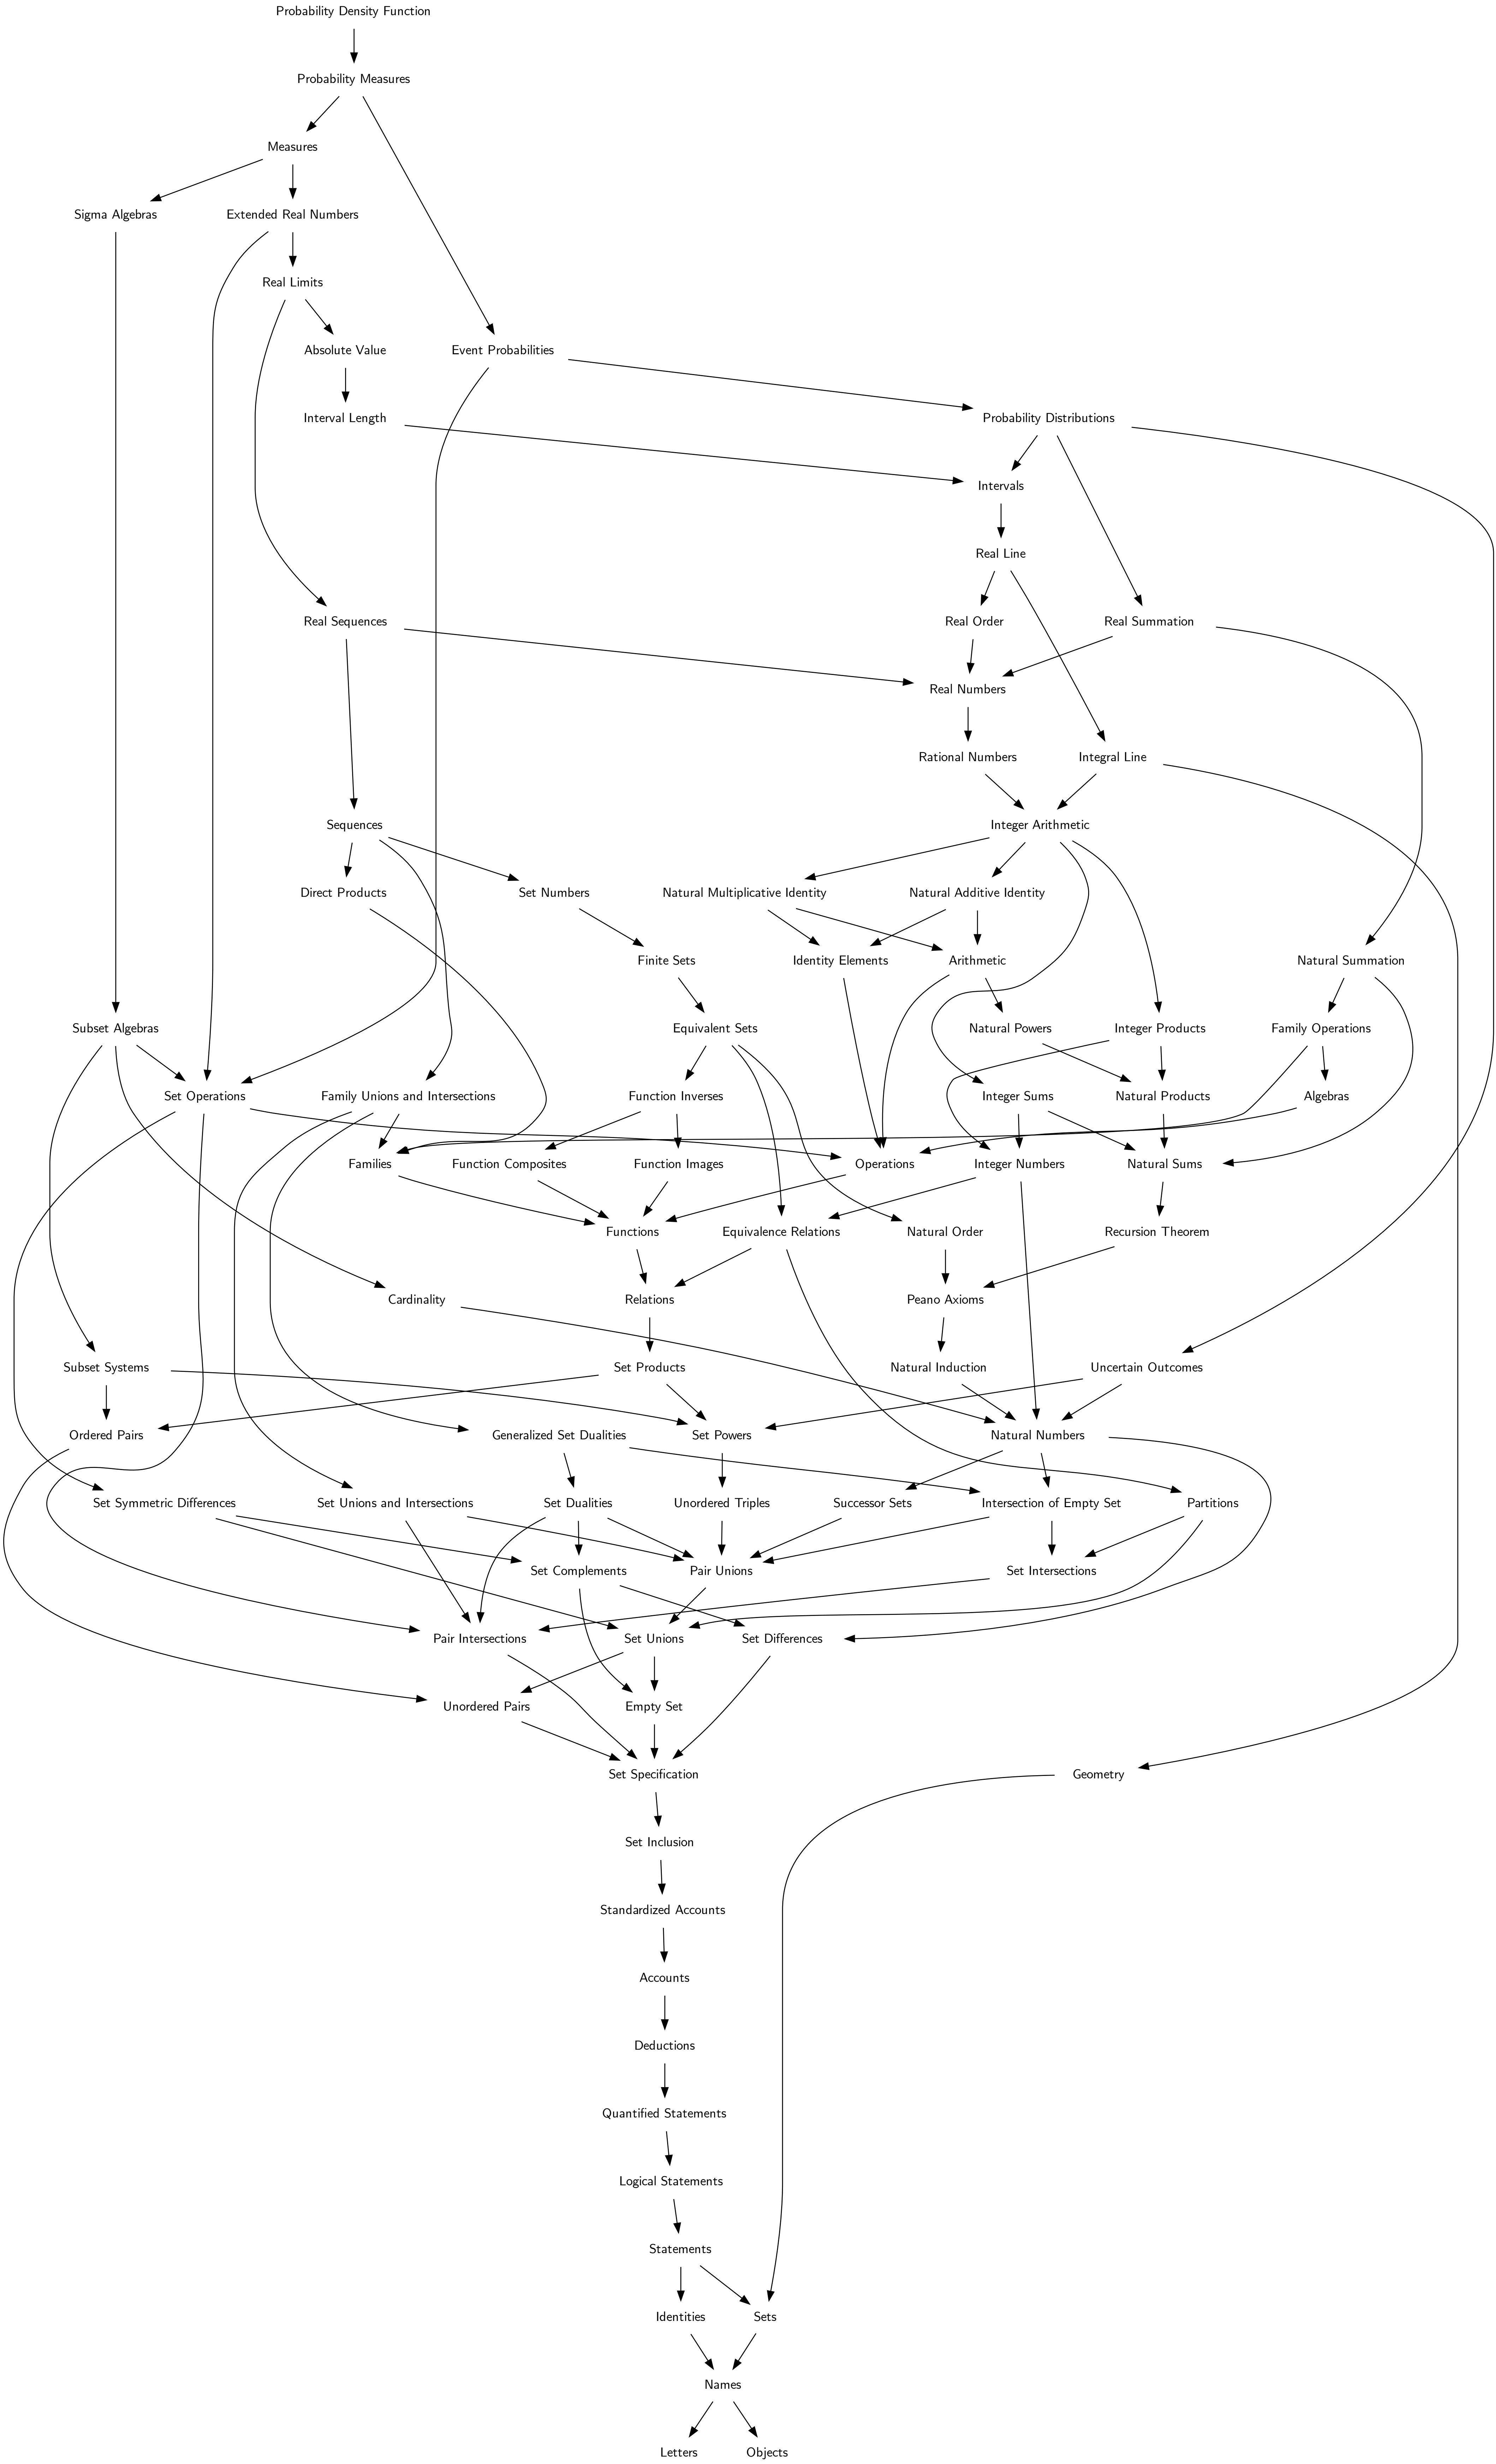 Probability Density Function
Probability Measures
Measures
Sigma Algebras
Extended Real Numbers
Real Limits
Absolute Value
Event Probabilities
Interval Length
Probability Distributions
Intervals
Real Line
Real Sequences
Real Order
Real Summation
Real Numbers
Rational Numbers
Integral Line
Sequences
Integer Arithmetic
Direct Products
Set Numbers
Natural Multiplicative Identity
Natural Additive Identity
Finite Sets
Identity Elements
Arithmetic
Natural Summation
Subset Algebras
Equivalent Sets
Natural Powers
Integer Products
Family Operations
Set Operations
Family Unions and Intersections
Function Inverses
Integer Sums
Natural Products
Algebras
Families
Function Composites
Function Images
Operations
Integer Numbers
Natural Sums
Functions
Equivalence Relations
Natural Order
Recursion Theorem
Cardinality
Relations
Peano Axioms
Subset Systems
Set Products
Natural Induction
Uncertain Outcomes
Ordered Pairs
Generalized Set Dualities
Set Powers
Natural Numbers
Set Symmetric Differences
Set Unions and Intersections
Set Dualities
Unordered Triples
Successor Sets
Intersection of Empty Set
Partitions
Set Complements
Pair Unions
Set Intersections
Pair Intersections
Set Unions
Set Differences
Unordered Pairs
Empty Set
Set Specification
Geometry
Set Inclusion
Standardized Accounts
Accounts
Deductions
Quantified Statements
Logical Statements
Statements
Identities
Sets
Names
Letters
Objects